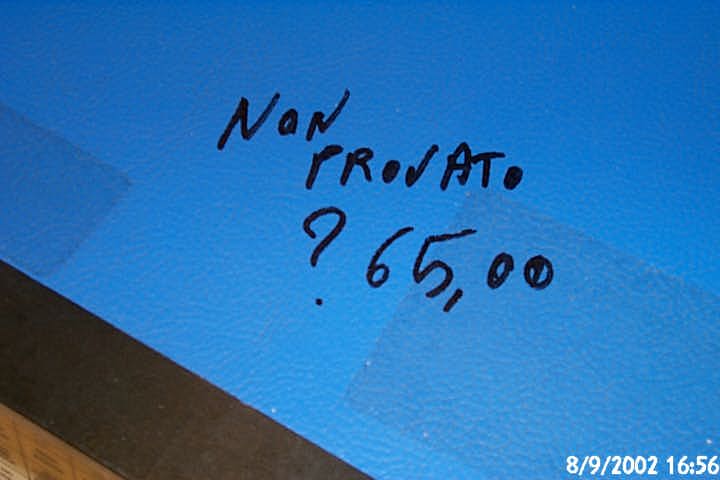 NON
PROVATO
? 65,00
8/9/2002 16:56